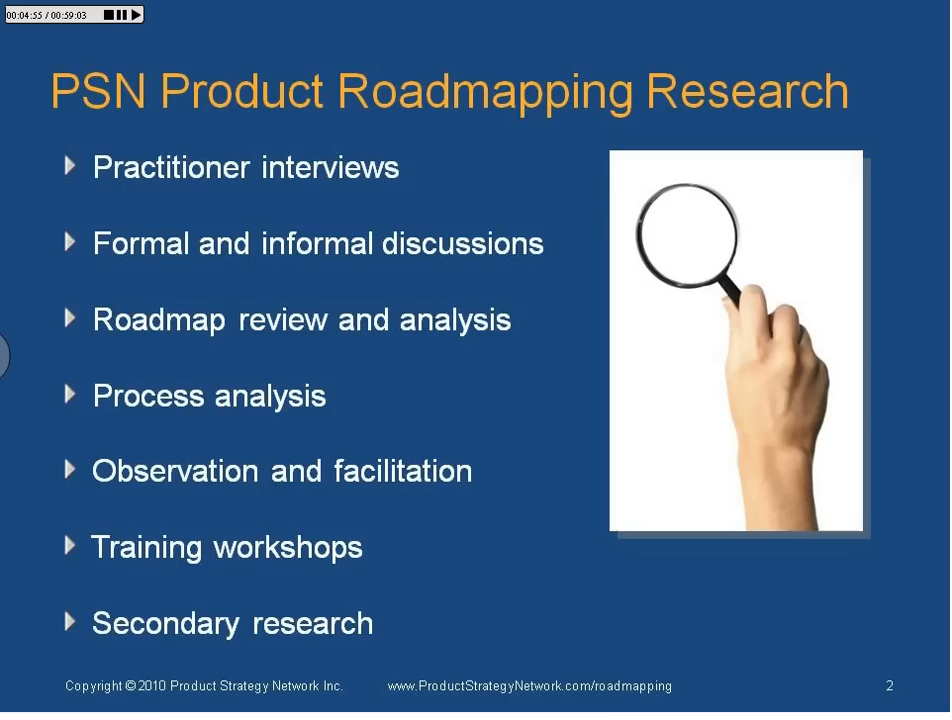 00:04:55 / 00:59:03
PSN Product Roadmapping Research
Practitioner interviews
Formal and informal discussions
Roadmap review and analysis
Process analysis
Observation and facilitation
Training workshops
Secondary research
Copyright © 2010 Product Strategy Network Inc. www.ProductStrategyNetwork.com/roadmapping 2